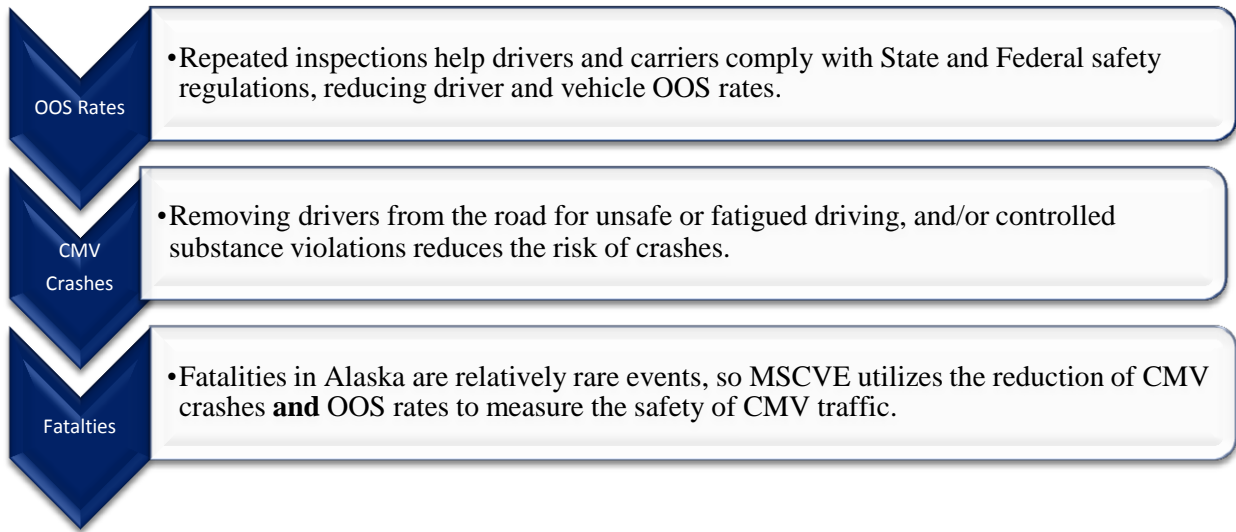 OOS Rates
•Repeated inspections help drivers and carriers comply with State and Federal safety
regulations, reducing driver and vehicle OOS rates.
CMV
Crashes
•Removing drivers from the road for unsafe or fatigued driving, and/or controlled
substance violations reduces the risk of crashes.
Fatalties
•Fatalities in Alaska are relatively rare events, so MSCVE utilizes the reduction of CMV
crashes and OOS rates to measure the safety of CMV traffic.